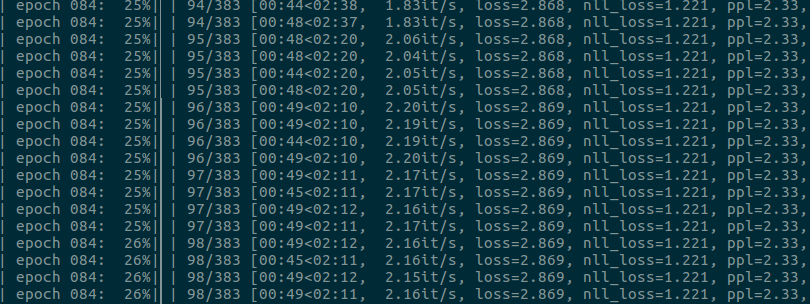 | epoch 084:  25%| | 94/383 [00:44<02:38,  1.83it/s, loss=2.868, nll_loss=1.221, ppl=2.33,
| epoch 084:  25%| | 94/383 [00:48<02:37,  1.83it/s, loss=2.868, nll_loss=1.221, ppl=2.33,
| epoch 084:  25%| | 95/383 [00:48<02:20,  2.06it/s, loss=2.868, nll_loss=1.221, ppl=2.33,
| epoch 084:  25%| | 95/383 [00:48<02:20,  2.04it/s, loss=2.868, nll_loss=1.221, ppl=2.33,
| epoch 084:  25%| | 95/383 [00:44<02:20,  2.05it/s, loss=2.868, nll_loss=1.221, ppl=2.33,
| epoch 084:  25%| | 95/383 [00:48<02:20,  2.05it/s, loss=2.868, nll_loss=1.221, ppl=2.33,
| epoch 084:  25%| | 96/383 [00:49<02:10,  2.20it/s, loss=2.869, nll_loss=1.221, ppl=2.33,
| epoch 084:  25%| | 96/383 [00:49<02:10,  2.19it/s, loss=2.869, nll_loss=1.221, ppl=2.33,
| epoch 084:  25%| | 96/383 [00:44<02:10,  2.19it/s, loss=2.869, nll_loss=1.221, ppl=2.33,
| epoch 084:  25%| | 96/383 [00:49<02:10,  2.20it/s, loss=2.869, nll_loss=1.221, ppl=2.33,
| epoch 084:  25%| | 97/383 [00:49<02:11,  2.17it/s, loss=2.869, nll_loss=1.221, ppl=2.33,
| epoch 084:  25%| | 97/383 [00:45<02:11,  2.17it/s, loss=2.869, nll_loss=1.221, ppl=2.33,
| epoch 084:  25%| | 97/383 [00:49<02:12,  2.16it/s, loss=2.869, nll_loss=1.221, ppl=2.33,
| epoch 084:  25%| | 97/383 [00:49<02:11,  2.17it/s, loss=2.869, nll_loss=1.221, ppl=2.33,
| epoch 084:  26%| | 98/383 [00:49<02:12,  2.16it/s, loss=2.869, nll_loss=1.221, ppl=2.33,
| epoch 084:  26%| | 98/383 [00:45<02:11,  2.16it/s, loss=2.869, nll_loss=1.221, ppl=2.33,
| epoch 084:  26%| | 98/383 [00:49<02:12,  2.15it/s, loss=2.869, nll_loss=1.221, ppl=2.33,
| epoch 084:  26%| | 98/383 [00:49<02:11,  2.16it/s, loss=2.869, nll_loss=1.221, ppl=2.33,